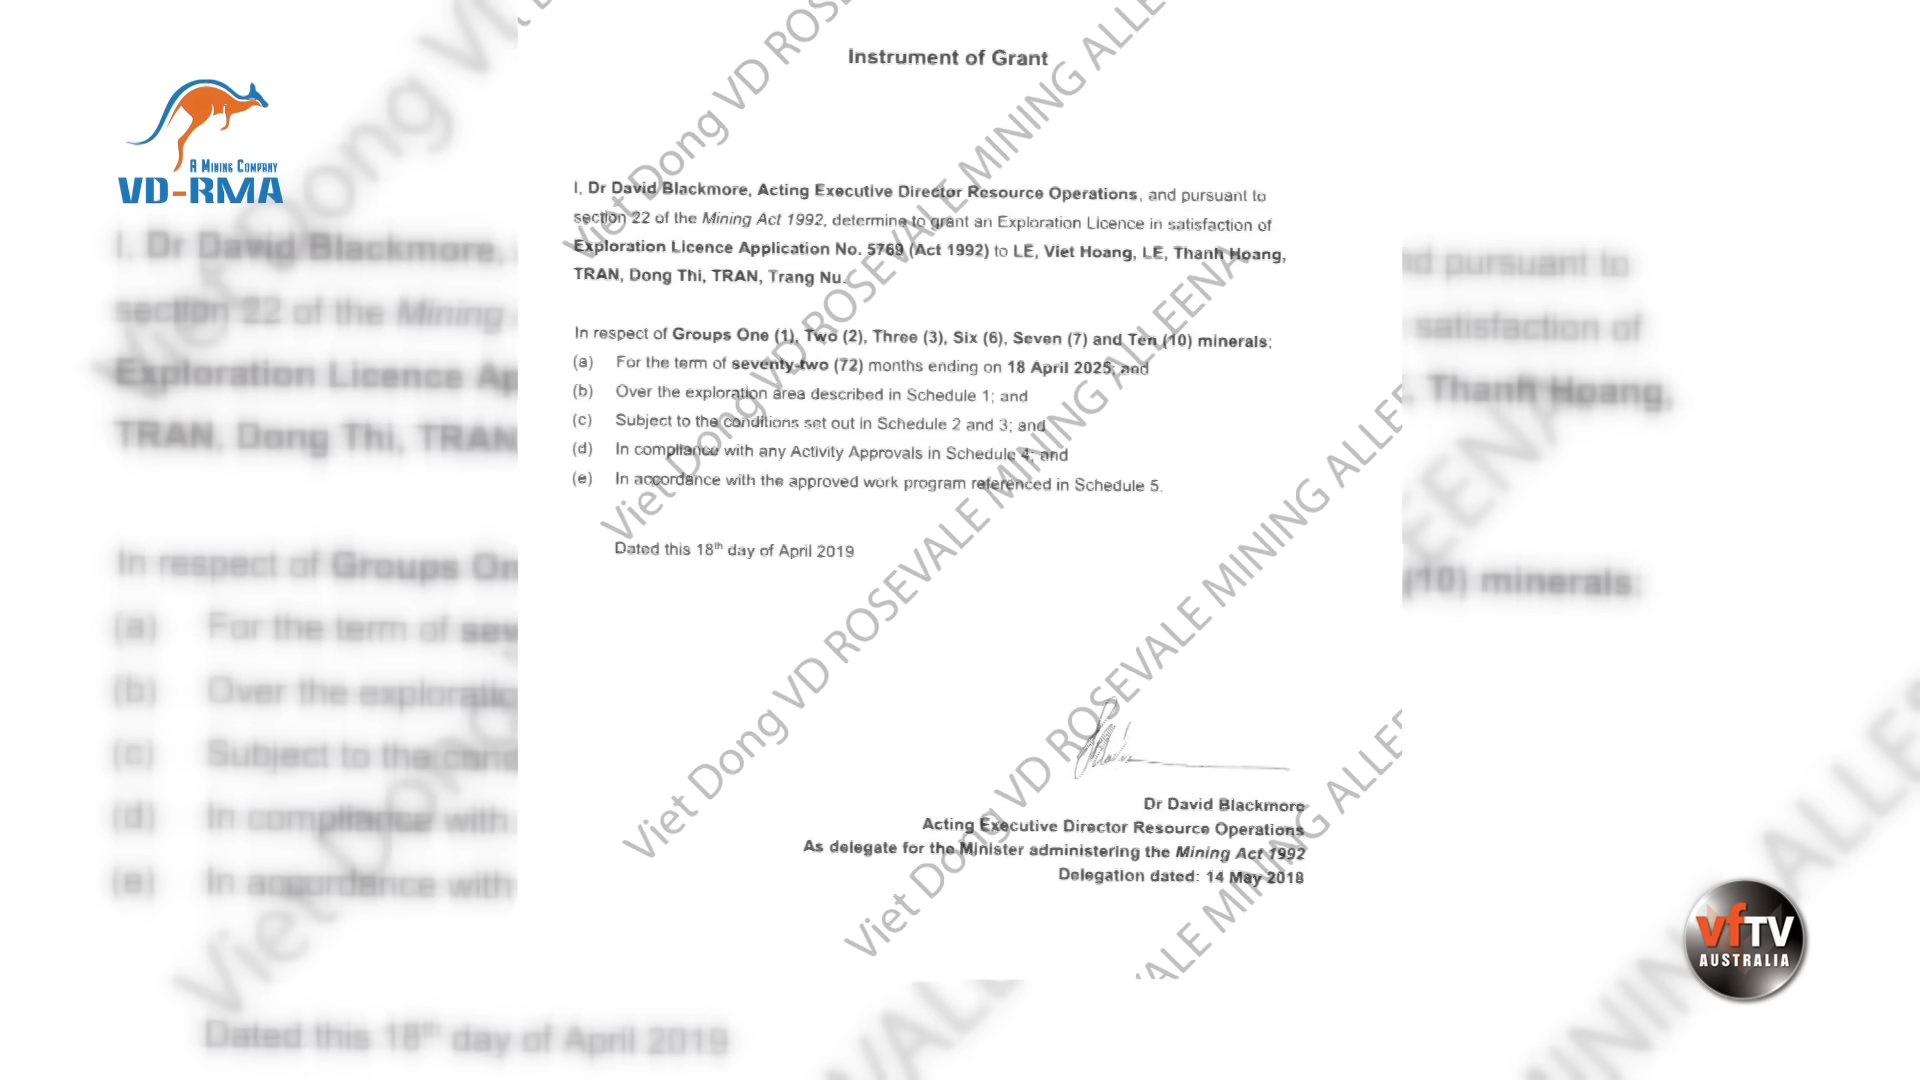 Instrument of Grant
A MINING COMPANY
VD-RMA
I, Dr David Blackmore, Acting Executive Director Resource Operations, and pursuant to
section 22 of the Mining Act 1992, determine to grant an Exploration Licence in satisfaction of
Exploration Licence Application No. 5769 (Act 1992) to LE, Viet Hoang, LE, Thanh Hoang,
TRAN, Dong Thi, TRAN, Trang Nu.
In respect of Groups One (1), Two (2), Three (3), Six (6), Seven (7) and Ten (10) minerals;
(a) For the term of seventy-two (72) months ending on 18 April 2025; and
(b) Over the exploration area described in Schedule 1; and
(c) Subject to the conditions set out in Schedule 2 and 3; and
(d) In compliance with any Activity Approvals in Schedule 4; and
(e) In accordance with the approved work program referenced in Schedule 5.
Dated this 18th day of April 2019
Dr David Blackmore
Acting Executive Director Resource Operations
As delegate for the Minister administering the Mining Act 1992
Delegation dated: 14 May 2018
Viet Dong VD ROSEVALE MINING ALLEENA
vfTV
AUSTRALIA